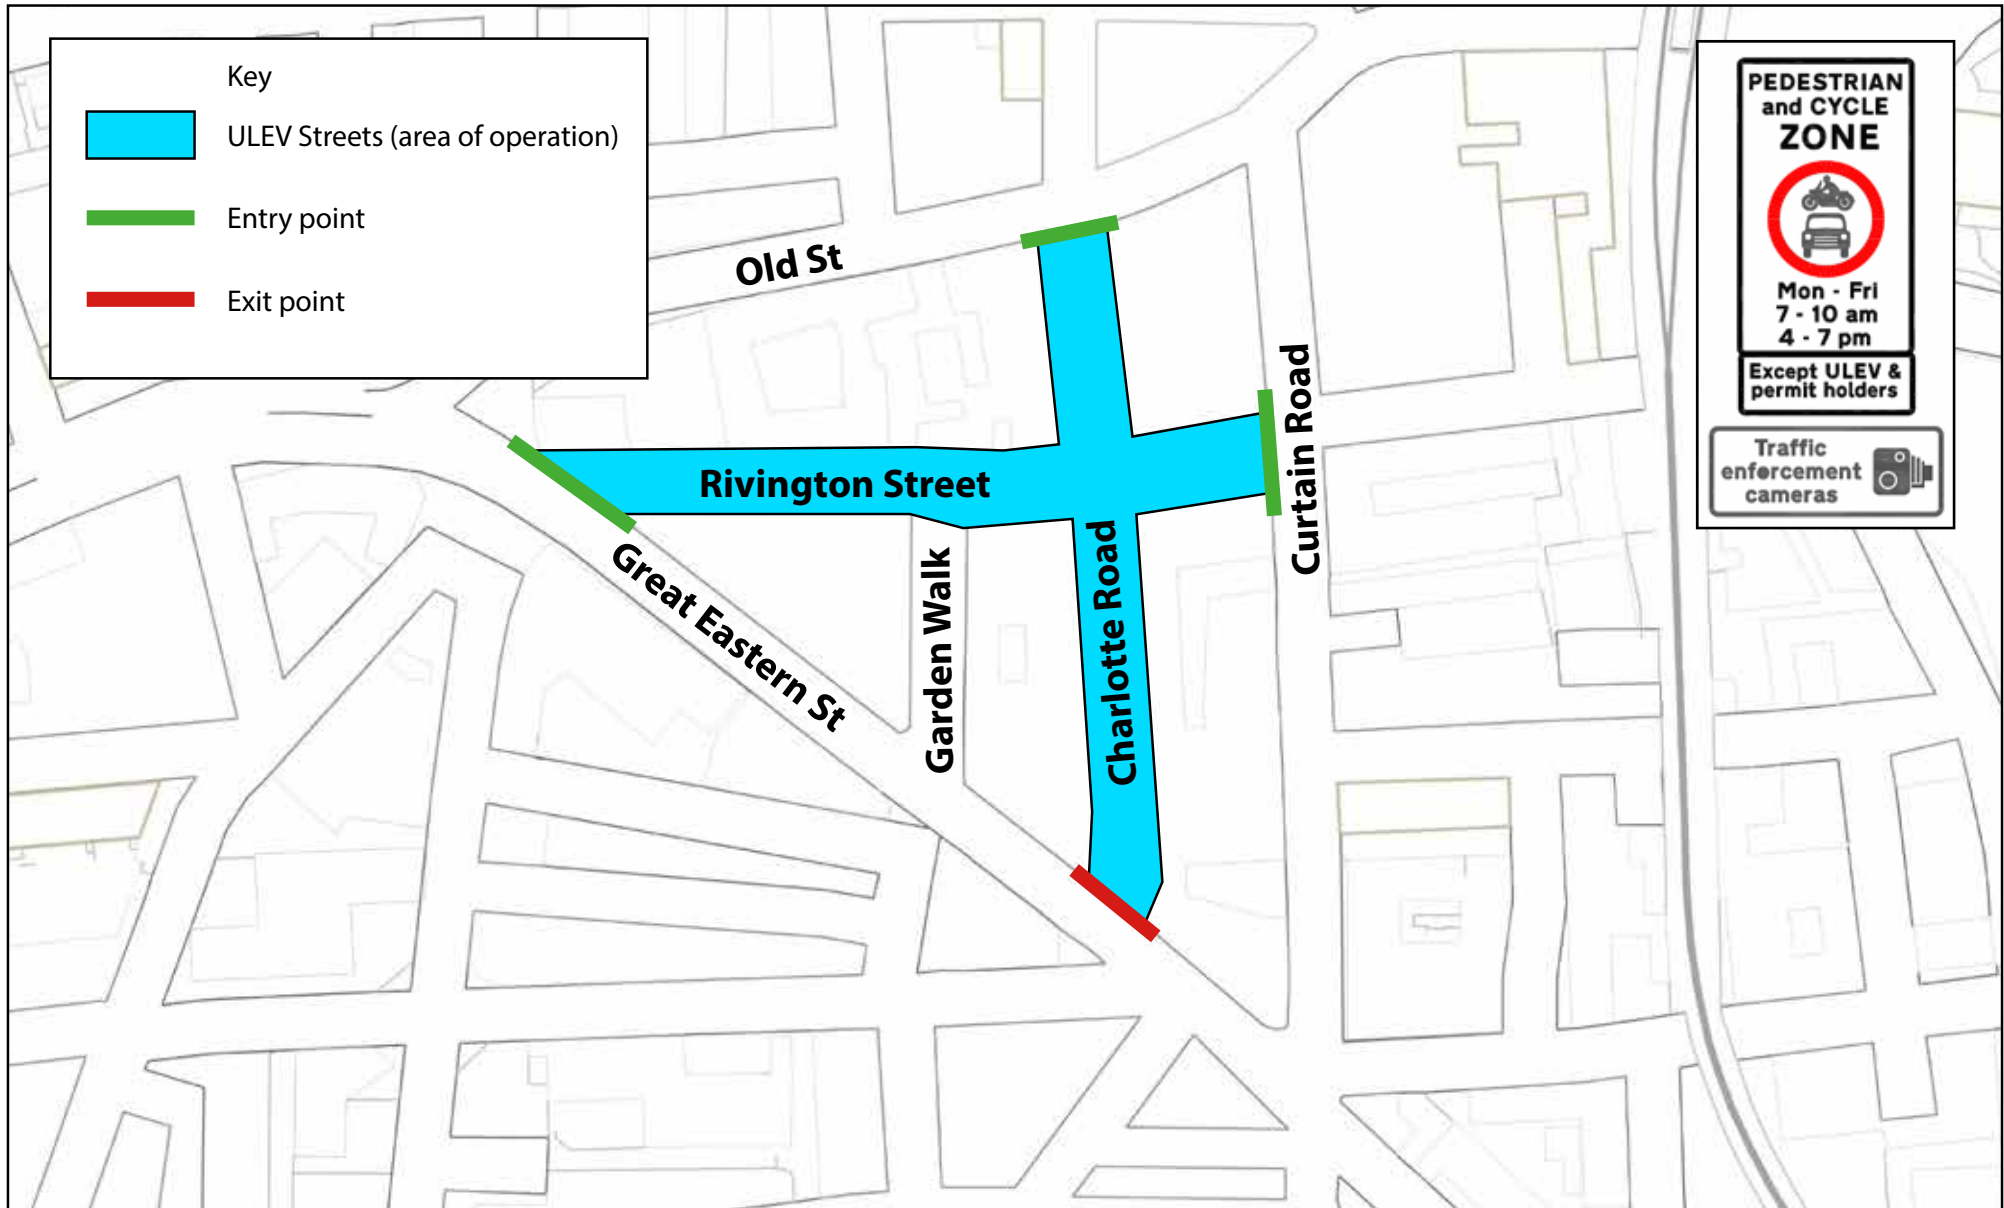 Key
ULEV Streets (area of operation)
Entry point
Exit point
PEDESTRIAN
and CYCLE
ZONE
Mon - Fri
7 - 10 am
4 - 7 pm
Except ULEV &
permit holders
Traffic
enforcement
cameras
Old St
Rivington Street
Curtain Road
Great Eastern St
Garden Walk
Charlotte Road